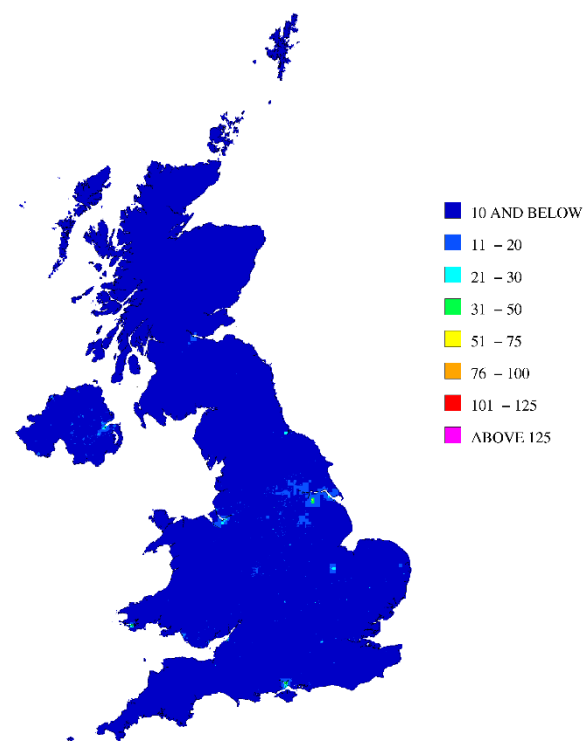 10 AND BELOW
11 – 20
21 – 30
31 – 50
51 – 75
76 – 100
101 – 125
ABOVE 125